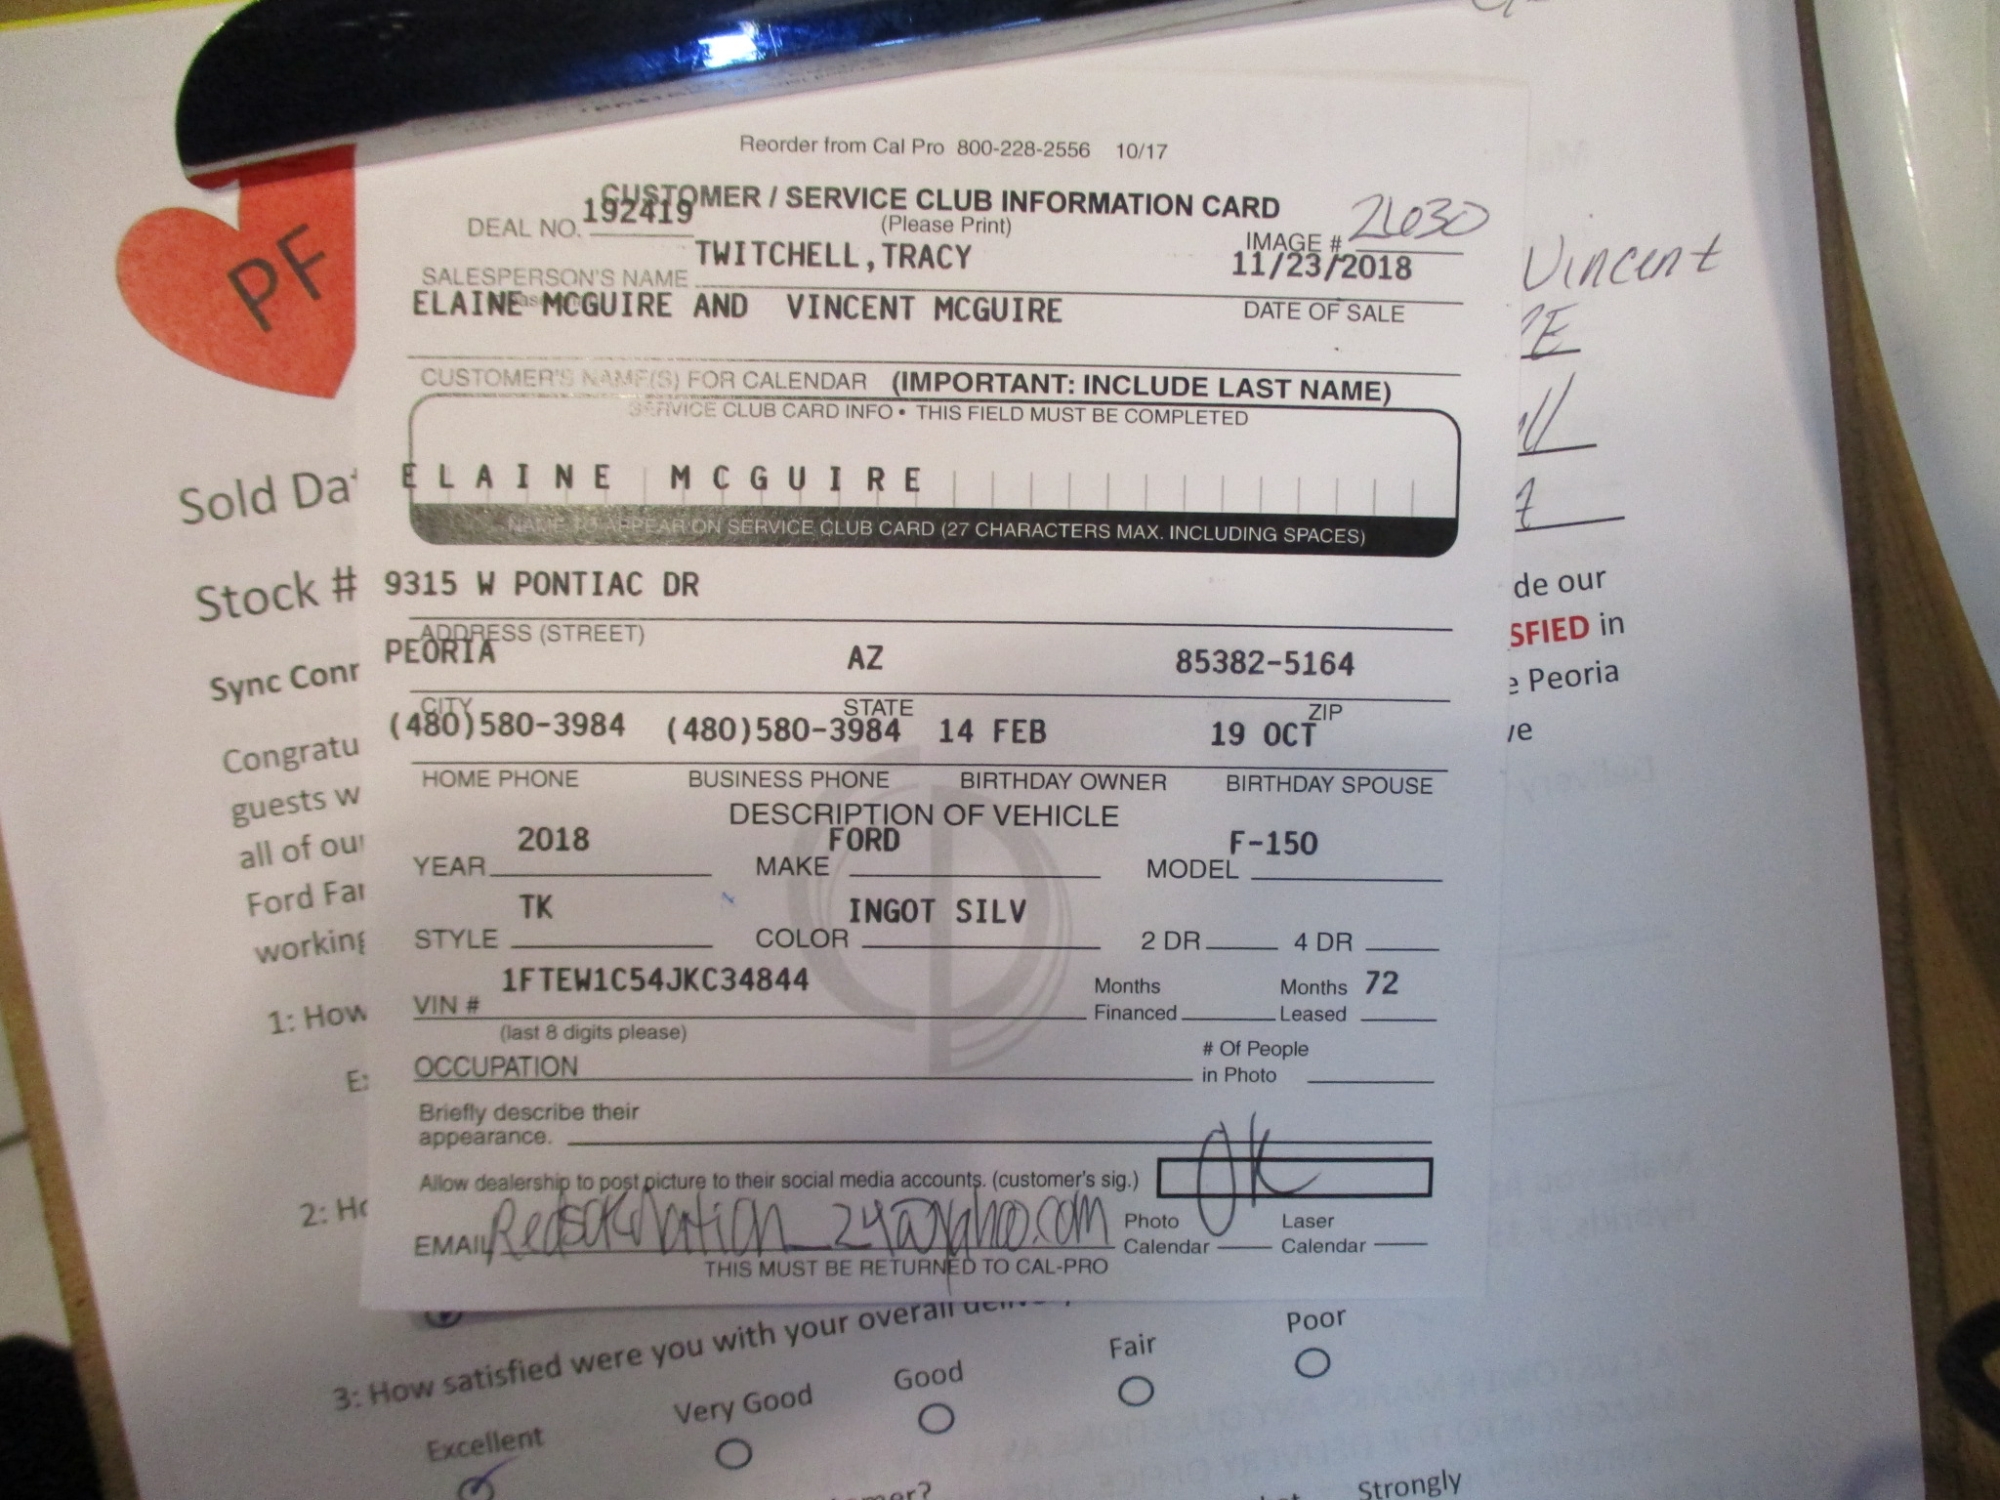 Reorder from Cal Pro 800-228-2556 10/17
CUSTOMER / SERVICE CLUB INFORMATION CARD
(Please Print)
DEAL NO. 192419
IMAGE #
TWITCHELL,TRACY 11/23/2018
SALESPERSON'S NAME
ELAINE MCGUIRE AND VINCENT MCGUIRE
DATE OF SALE
CUSTOMER'S NAME(S) FOR CALENDAR (IMPORTANT: INCLUDE LAST NAME)
SERVICE CLUB CARD INFO • THIS FIELD MUST BE COMPLETED
ELAINE MCGUIRE
NAME TO APPEAR ON SERVICE CLUB CARD (27 CHARACTERS MAX. INCLUDING SPACES)
9315 W PONTIAC DR
ADDRESS (STREET)
PEORIA AZ 85382-5164
CITY STATE ZIP
(480)580-3984 (480)580-3984 14 FEB 19 OCT
HOME PHONE BUSINESS PHONE BIRTHDAY OWNER BIRTHDAY SPOUSE
DESCRIPTION OF VEHICLE
YEAR 2018 MAKE FORD MODEL F-150
STYLE TK COLOR INGOT SILV 2 DR 4 DR
VIN # 1FTEW1C54JKC34844 Months Financed Months Leased 72
(last 8 digits please)
OCCUPATION # Of People in Photo
Briefly describe their
appearance.
Allow dealership to post picture to their social media accounts. (customer's sig.)
EMAIL Photo Calendar Laser Calendar
THIS MUST BE RETURNED TO CAL-PRO
PF
Vincent
Sold Da
Stock #
Sync Conr
Congratu
guests w
all of ou
Ford Far
working
de our
SFIED in
e Peoria
ve
1: How
2: Ho
3: How satisfied were you with your overall
Excellent Very Good Good Fair Poor
Strongly